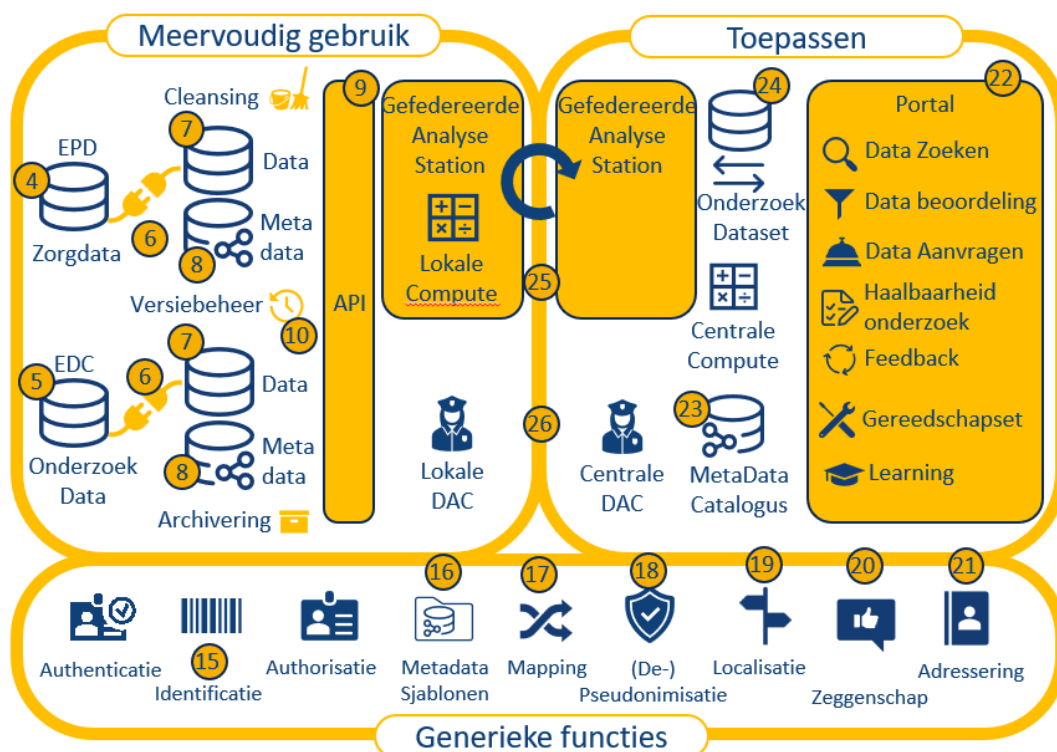 Meervoudig gebruik
Cleansing
7
EPD
4
Data
6
Zorgdata
8
Meta
data
Versiebeheer
10
7
EDC
5
6
Data
Onderzoek
Data
8
Meta
data
Archivering
9
API
Gefedereerde
Analyse
Station
Lokale
Compute
Lokale
DAC
25
26
Toepassen
Gefedereerde
Analyse
Station
24
Onderzoek
Dataset
Centrale
Compute
Centrale
DAC
23
MetaData
Catalogus
22
Portal
Data Zoeken
Data beoordeling
Data Aanvragen
Haalbaarheid
onderzoek
Feedback
Gereedschapset
Learning
Authenticatie
15
Identificatie
Authorisatie
16
Metadata
Sjablonen
17
Mapping
18
(De-)
Pseudonimisatie
19
Localisatie
20
Zeggenschap
21
Adressering
Generieke functies